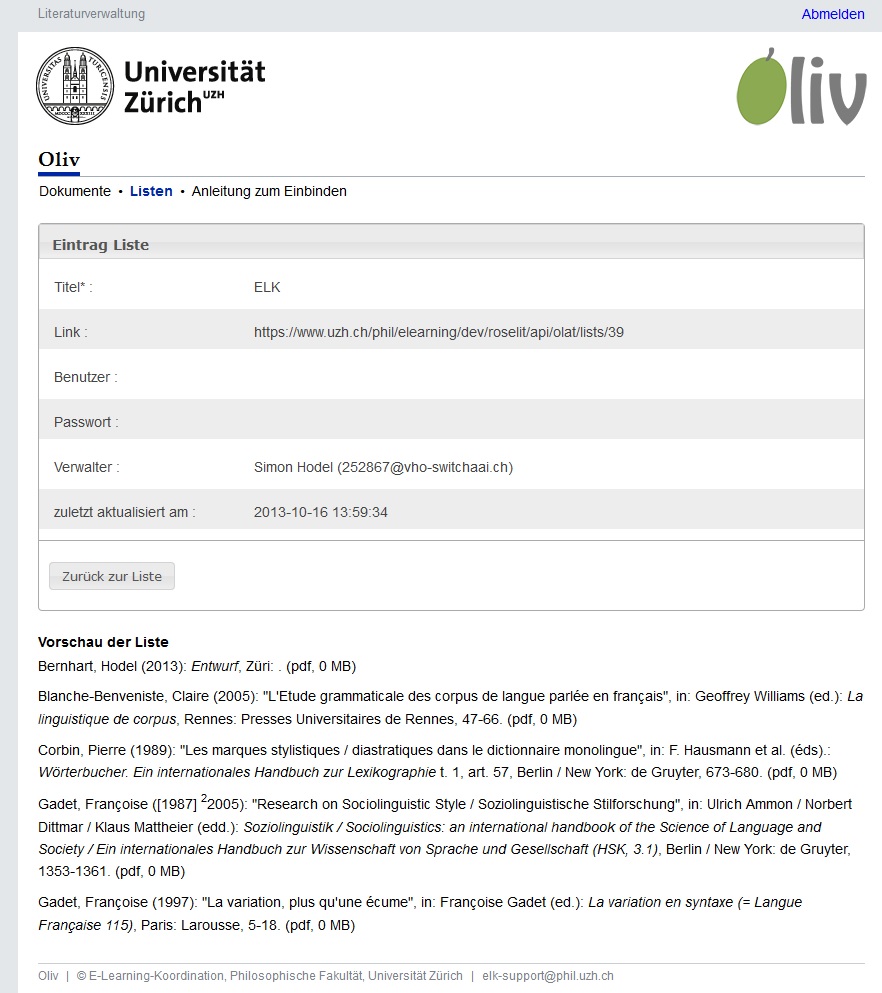 Literaturverwaltung
Abmelden
UNIVERSITAS TURICENSIS
Universität
Zürich UZH
Oliv
Oliv
Dokumente • Listen • Anleitung zum Einbinden
Eintrag Liste
Titel* : ELK
Link : https://www.uzh.ch/phil/elearning/dev/roselit/api/olat/lists/39
Benutzer :
Passwort :
Verwalter : Simon Hodel (252867@vho-switchaai.ch)
zuletzt aktualisiert am : 2013-10-16 13:59:34
Zurück zur Liste
Vorschau der Liste
Bernhart, Hodel (2013): Entwurf, Züri: . (pdf, 0 MB)
Blanche-Benveniste, Claire (2005): "L'Etude grammaticale des corpus de langue parlée en français", in: Geoffrey Williams (ed.): La
linguistique de corpus, Rennes: Presses Universitaires de Rennes, 47-66. (pdf, 0 MB)
Corbin, Pierre (1989): "Les marques stylistiques / diastratiques dans le dictionnaire monolingue", in: F. Hausmann et al. (éds).:
Wörterbucher. Ein internationales Handbuch zur Lexikographie t. 1, art. 57, Berlin / New York: de Gruyter, 673-680. (pdf, 0 MB)
Gadet, Françoise ([1987] ²2005): "Research on Sociolinguistic Style / Soziolinguistische Stilforschung", in: Ulrich Ammon / Norbert
Dittmar / Klaus Mattheier (edd.): Soziolinguistik / Sociolinguistics: an international handbook of the Science of Language and
Society / Ein internationales Handbuch zur Wissenschaft von Sprache und Gesellschaft (HSK, 3.1), Berlin / New York: de Gruyter,
1353-1361. (pdf, 0 MB)
Gadet, Françoise (1997): "La variation, plus qu'une écume", in: Françoise Gadet (ed.): La variation en syntaxe (= Langue
Française 115), Paris: Larousse, 5-18. (pdf, 0 MB)
Oliv | © E-Learning-Koordination, Philosophische Fakultät, Universität Zürich | elk-support@phil.uzh.ch